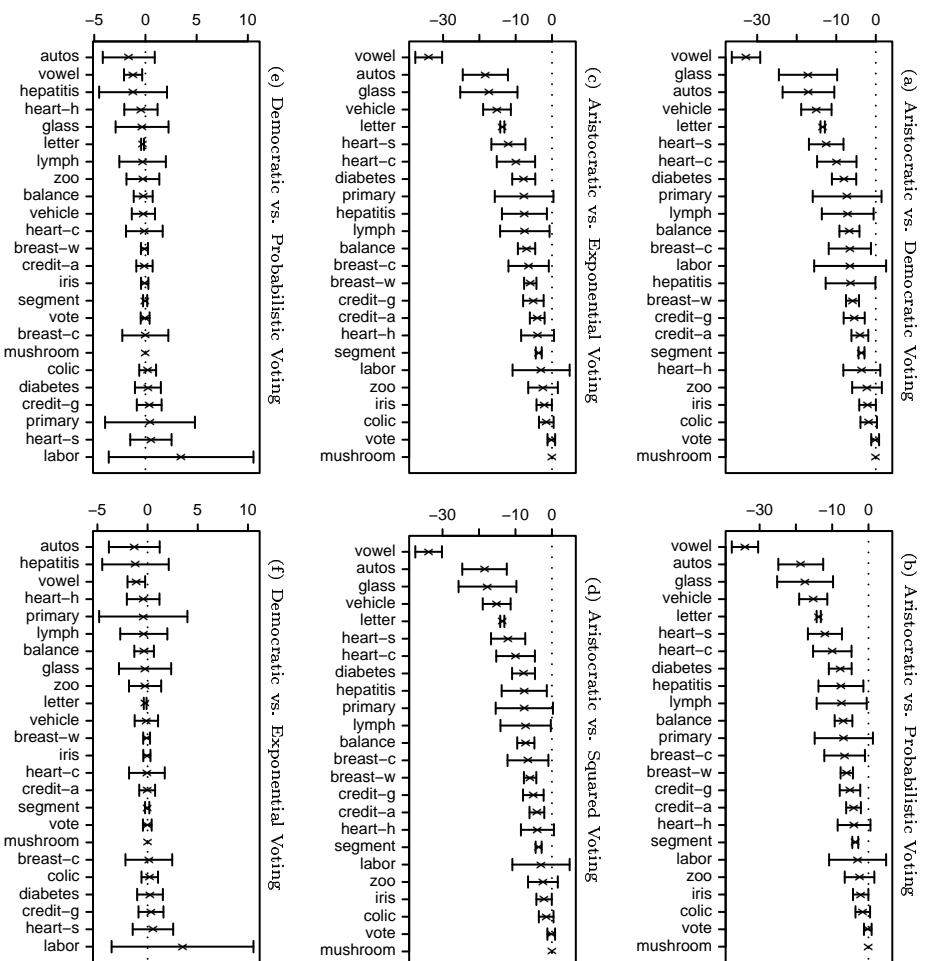 −30 −10 0
vowel
glass
autos
vehicle
letter
heart−s
heart−c
diabetes
primary
lymph
balance
breast−c
labor
hepatitis
breast−w
credit−g
credit−a
segment
heart−h
zoo
iris
colic
vote
mushroom
(a) Aristocratic vs. Democratic Voting
−30 −10 0
vowel
autos
glass
vehicle
letter
heart−s
heart−c
diabetes
hepatitis
lymph
balance
primary
breast−c
breast−w
credit−g
credit−a
heart−h
segment
labor
zoo
iris
colic
vote
mushroom
(b) Aristocratic vs. Probabilistic Voting
−30 −10 0
vowel
autos
glass
vehicle
letter
heart−s
heart−c
diabetes
primary
hepatitis
lymph
balance
breast−c
breast−w
credit−g
credit−a
heart−h
segment
labor
zoo
iris
colic
vote
mushroom
(c) Aristocratic vs. Exponential Voting
−30 −10 0
vowel
autos
glass
vehicle
letter
heart−s
heart−c
diabetes
hepatitis
primary
lymph
balance
breast−c
breast−w
credit−g
credit−a
heart−h
segment
labor
zoo
iris
colic
vote
mushroom
(d) Aristocratic vs. Squared Voting
−5 0 5 10
autos
vowel
hepatitis
heart−h
glass
letter
lymph
zoo
balance
vehicle
heart−c
breast−w
credit−a
iris
segment
vote
breast−c
mushroom
colic
diabetes
credit−g
primary
heart−s
labor
(e) Democratic vs. Probabilistic Voting
−5 0 5 10
autos
hepatitis
vowel
heart−h
primary
lymph
balance
glass
zoo
letter
vehicle
breast−w
iris
heart−c
credit−a
segment
vote
mushroom
breast−c
colic
diabetes
credit−g
heart−s
labor
(f) Democratic vs. Exponential Voting